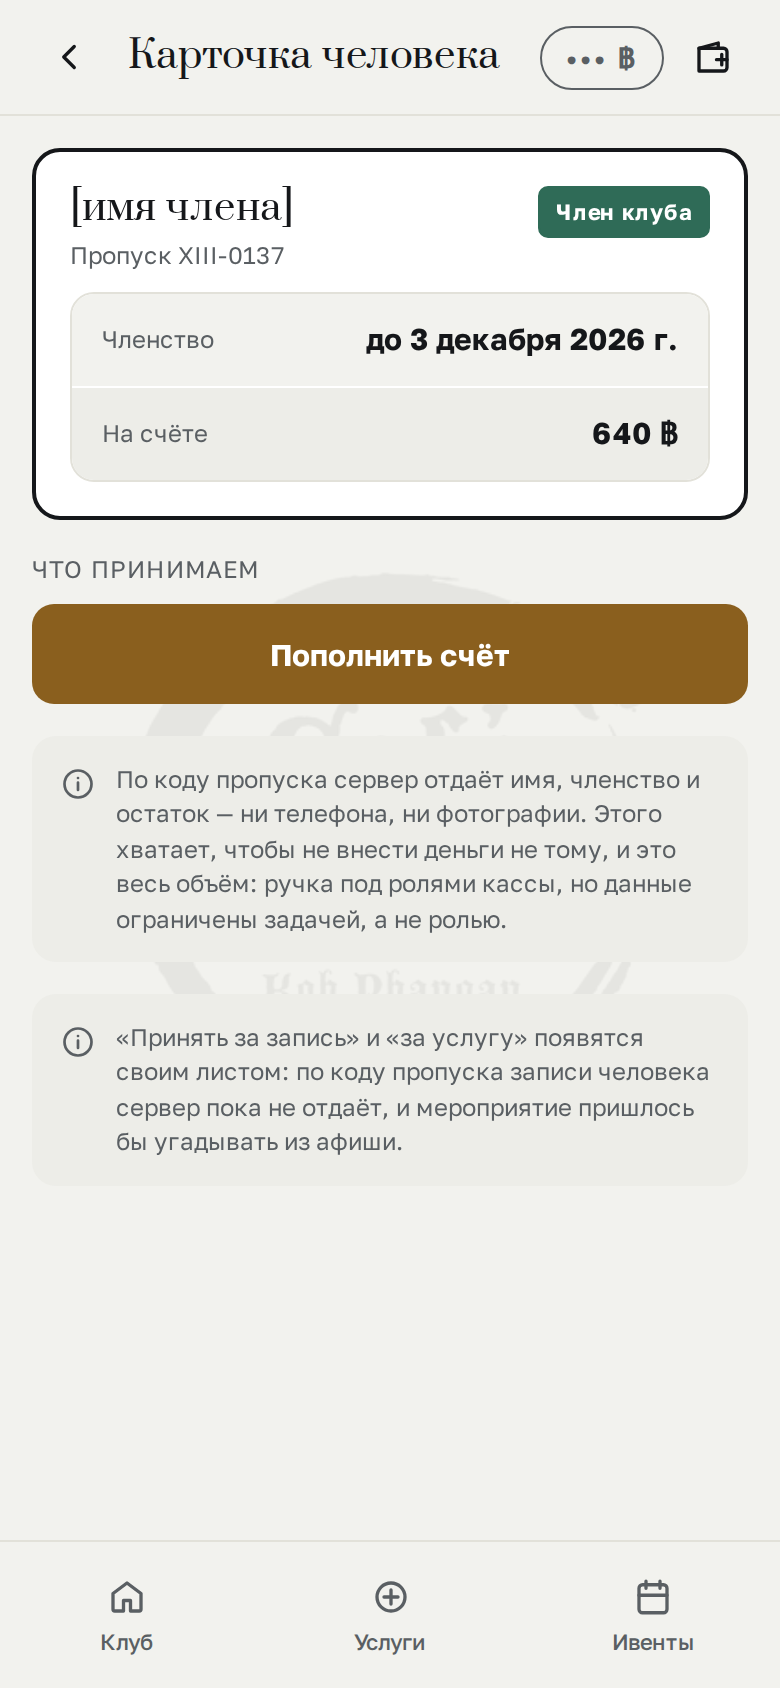 Карточка человека
••• ฿
[имя члена]
Член клуба
Пропуск XIII-0137
Членство
до 3 декабря 2026 г.
На счёте
640 ฿
ЧТО ПРИНИМАЕМ
Пополнить счёт
По коду пропуска сервер отдаёт имя, членство и
остаток — ни телефона, ни фотографии. Этого
хватает, чтобы не внести деньги не тому, и это
весь объём: ручка под ролями кассы, но данные
ограничены задачей, а не ролью.
Koh Phangan
«Принять за запись» и «за услугу» появятся
своим листом: по коду пропуска записи человека
сервер пока не отдаёт, и мероприятие пришлось
бы угадывать из афиши.
Клуб
Услуги
Ивенты